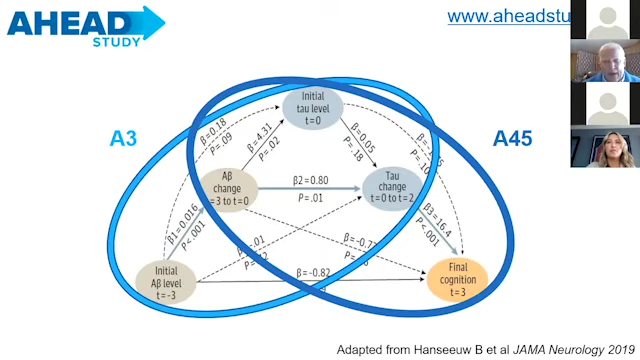 AHEAD
STUDY
www.aheadstu
A3
A45
Initial
tau level
t=0
β=0.18
P=.09
β=4.31
P=.02
β=0.05
P=.18
P=.10
Aβ
change
= 3 to t=0
β2=0.80
P=.01
Tau
change
t=0 to t=2
β1=0.016
P<.001
β3=16.4
P<.001
β=-0.82
Initial
Aβ level
t=-3
Final
cognition
t=3
Adapted from Hanseeuw B et al JAMA Neurology 2019